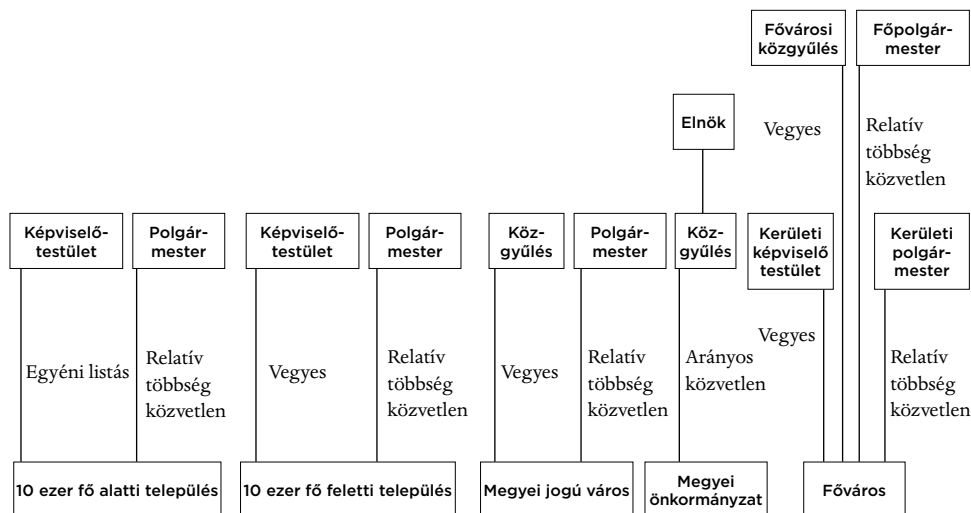 Fővárosi
közgyűlés
Főpolgár-
mester
Elnök
Vegyes
Relatív
többség
közvetlen
Képviselő-
testület
Polgár-
mester
Képviselő-
testület
Polgár-
mester
Köz-
gyűlés
Polgár-
mester
Köz-
gyűlés
Kerületi
képviselő
testület
Kerületi
polgár-
mester
Egyéni listás
Relatív
többség
közvetlen
Vegyes
Relatív
többség
közvetlen
Vegyes
Relatív
többség
közvetlen
Arányos
közvetlen
Vegyes
Relatív
többség
közvetlen
10 ezer fő alatti település
10 ezer fő feletti település
Megyei jogú város
Megyei
önkormányzat
Főváros